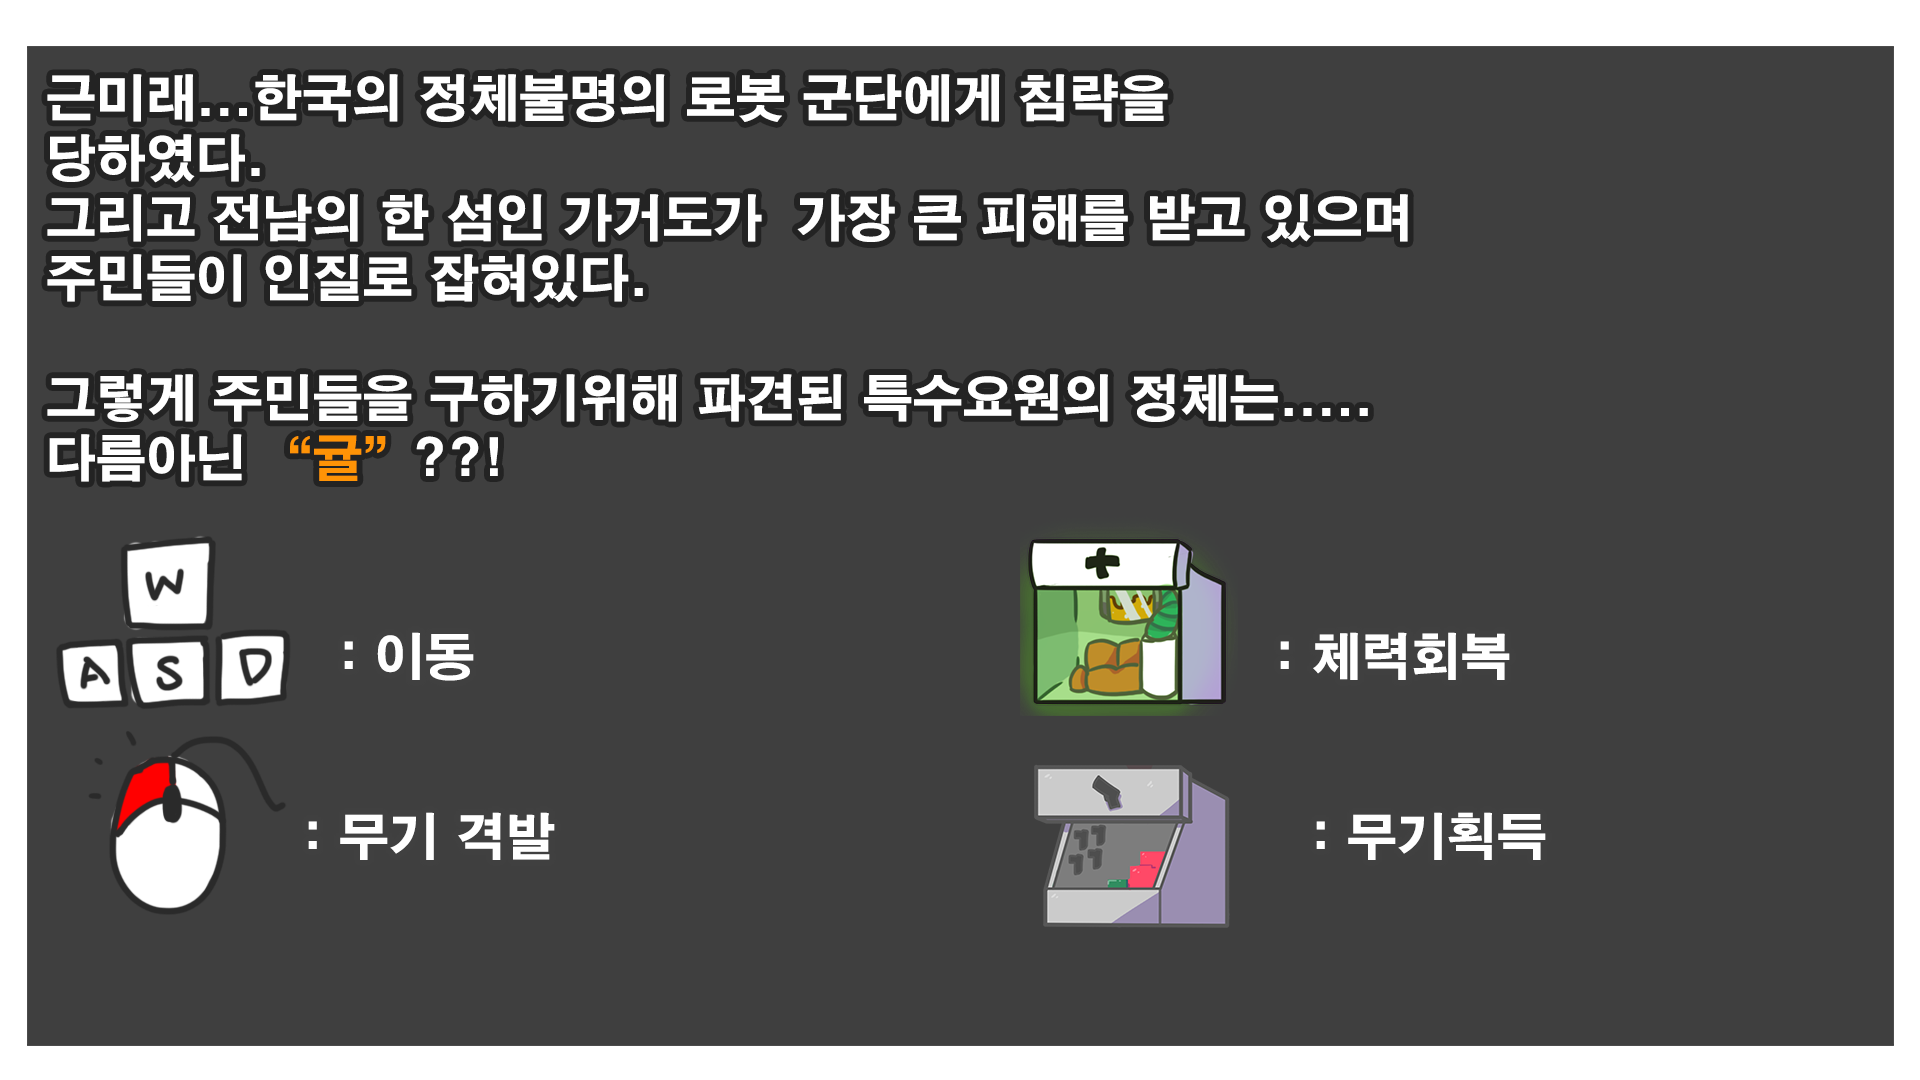 근미래...한국의 정체불명의 로봇 군단에게 침략을
당하였다.
그리고 전남의 한 섬인 가거도가 가장 큰 피해를 받고 있으며
주민들이 인질로 잡혀있다.
그렇게 주민들을 구하기위해 파견된 특수요원의 정체는.....
다름아닌 “귤” ??!
W
A S D
: 이동
: 체력회복
: 무기 격발
: 무기획득